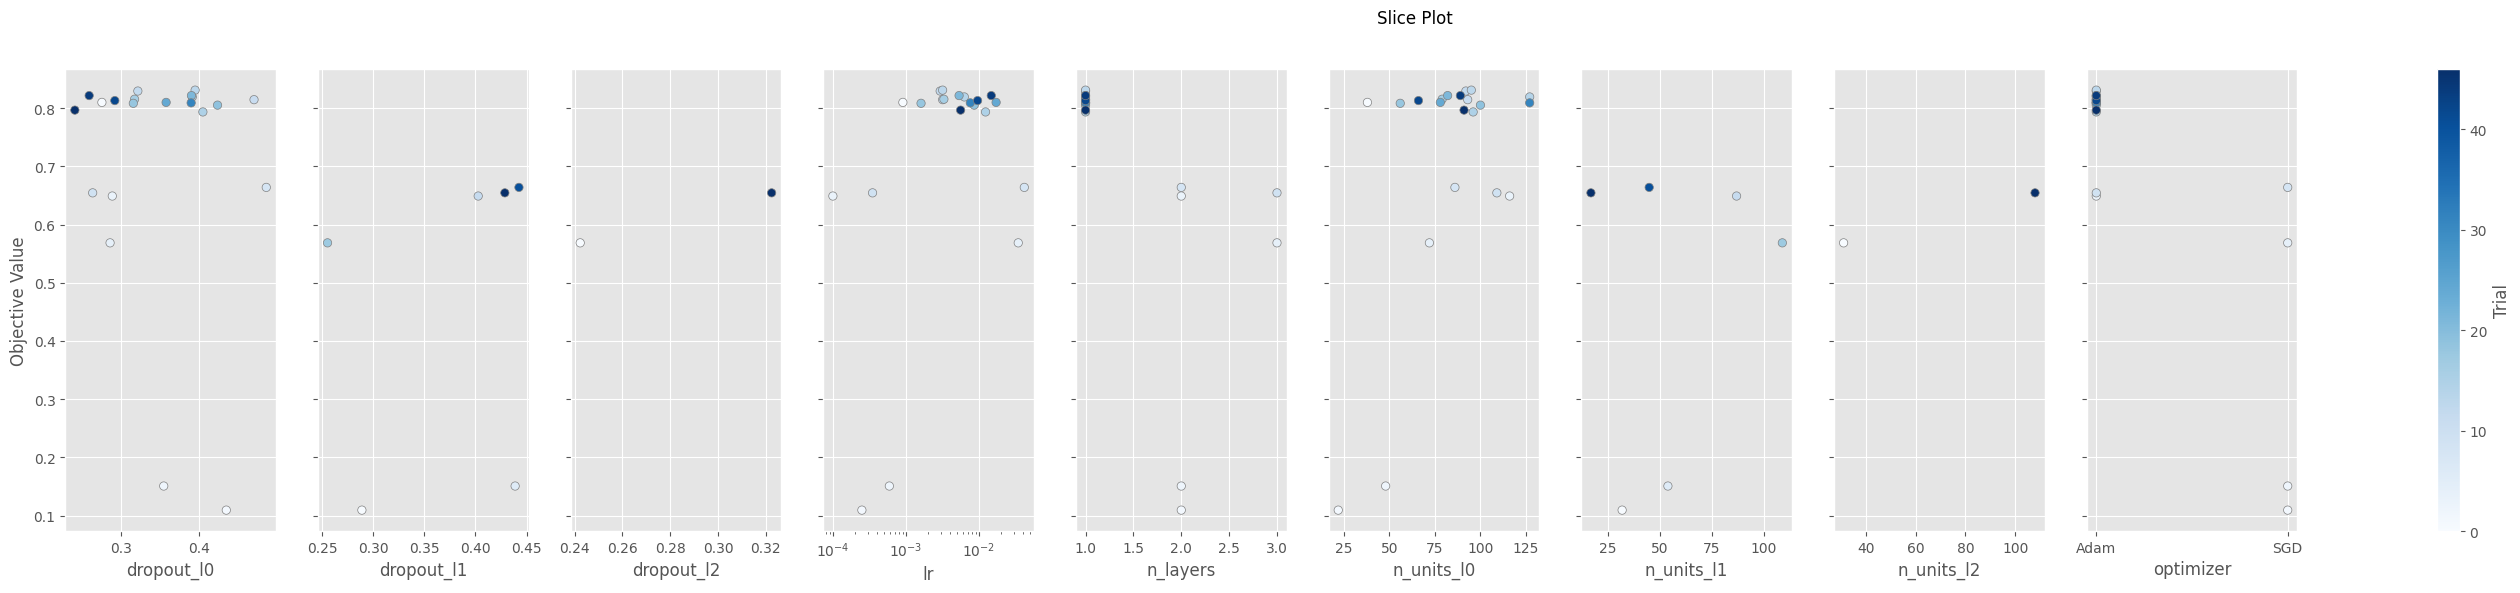 Slice Plot
Objective Value
0.8
0.7
0.6
0.5
0.4
0.3
0.2
0.1
0.3 0.4
dropout_l0
0.25 0.30 0.35 0.40 0.45
dropout_l1
0.24 0.26 0.28 0.30 0.32
dropout_l2
10⁻⁴ 10⁻³ 10⁻²
lr
1.0 1.5 2.0 2.5 3.0
n_layers
25 50 75 100 125
n_units_l0
25 50 75 100
n_units_l1
40 60 80 100
n_units_l2
Adam SGD
optimizer
40
30
20
10
0
Trial